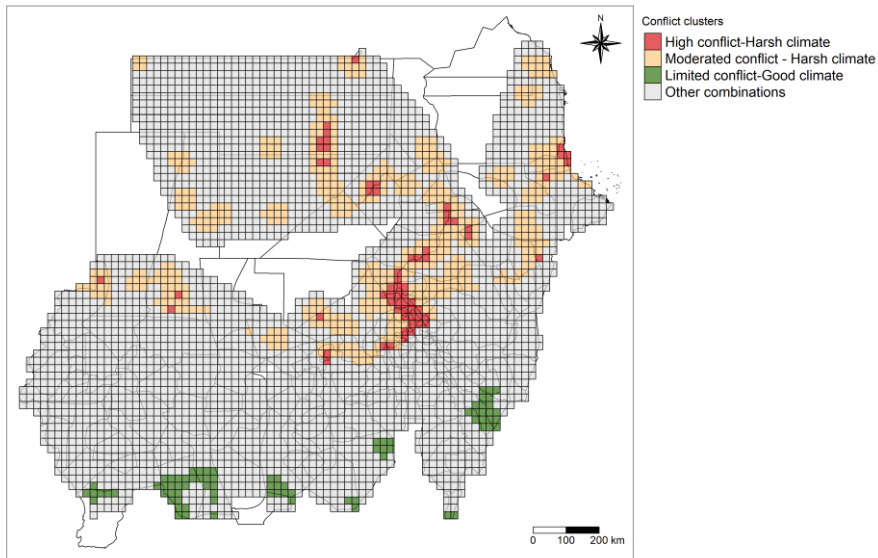 N
Conflict clusters
High conflict-Harsh climate
Moderated conflict - Harsh climate
Limited conflict-Good climate
Other combinations
0 100 200 km